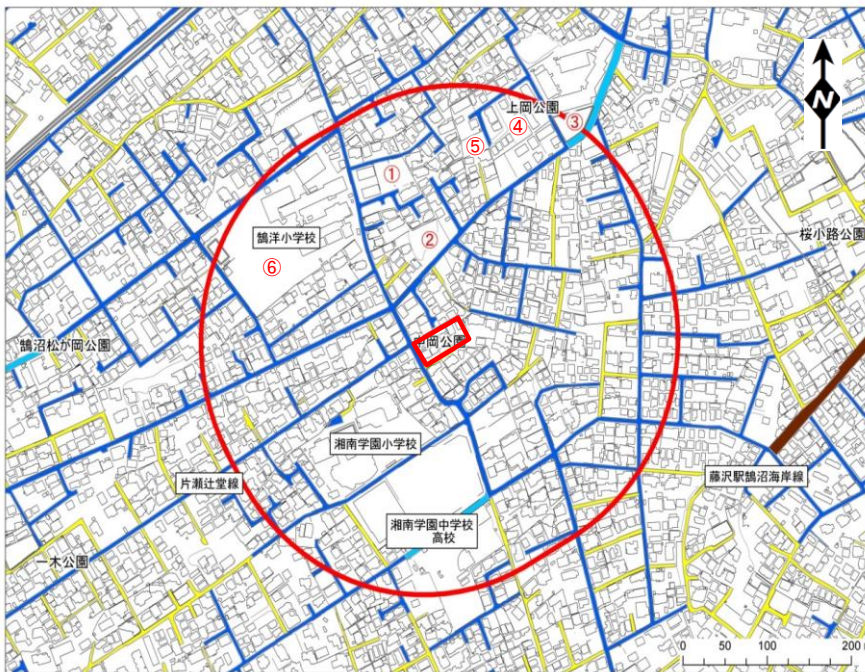 N
上岡公園
③
④
⑤
①
鵠洋小学校
②
桜小路公園
⑥
鵠沼松が岡公園
中岡公園
湘南学園小学校
片瀬辻堂線
藤沢駅鵠沼海岸線
湘南学園中学校
高校
一木公園
0 50 100 200